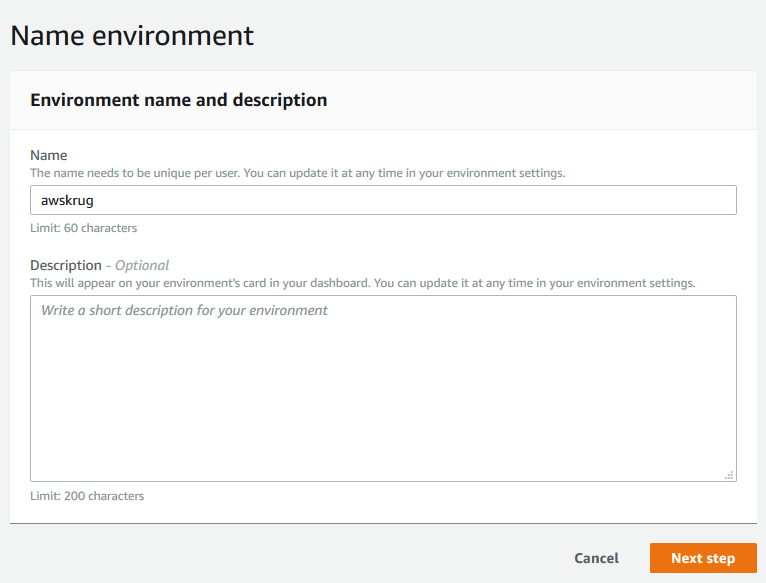 Name environment
Environment name and description
Name
The name needs to be unique per user. You can update it at any time in your environment settings.
awskrug
Limit: 60 characters
Description - Optional
This will appear on your environment's card in your dashboard. You can update it at any time in your environment settings.
Write a short description for your environment
Limit: 200 characters
Cancel
Next step